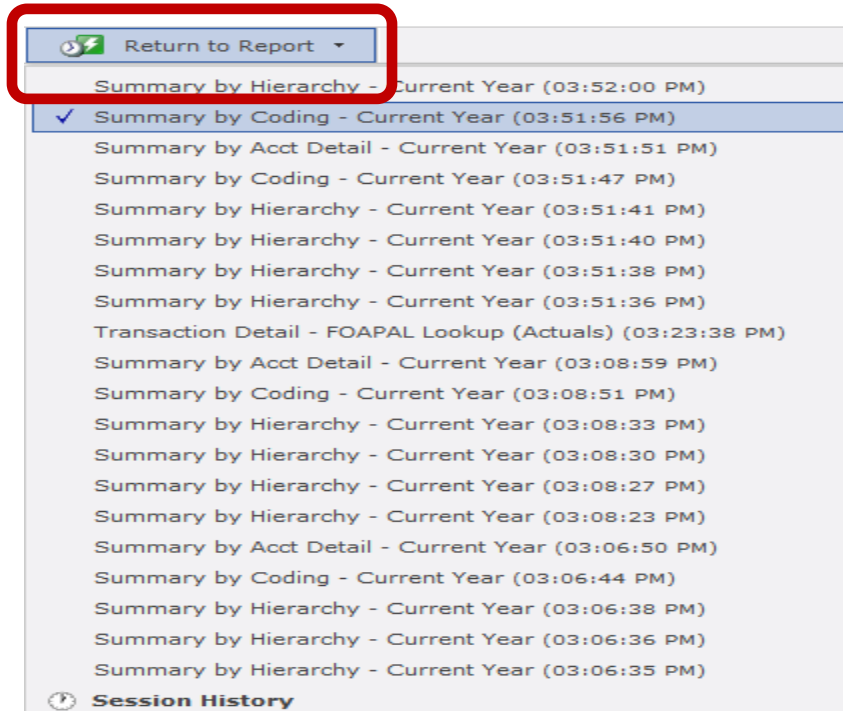 Return to Report
Summary by Hierarchy - Current Year (03:52:00 PM)
Summary by Coding - Current Year (03:51:56 PM)
Summary by Acct Detail - Current Year (03:51:51 PM)
Summary by Coding - Current Year (03:51:47 PM)
Summary by Hierarchy - Current Year (03:51:41 PM)
Summary by Hierarchy - Current Year (03:51:40 PM)
Summary by Hierarchy - Current Year (03:51:38 PM)
Summary by Hierarchy - Current Year (03:51:36 PM)
Transaction Detail - FOAPAL Lookup (Actuals) (03:23:38 PM)
Summary by Acct Detail - Current Year (03:08:59 PM)
Summary by Coding - Current Year (03:08:51 PM)
Summary by Hierarchy - Current Year (03:08:33 PM)
Summary by Hierarchy - Current Year (03:08:30 PM)
Summary by Hierarchy - Current Year (03:08:27 PM)
Summary by Hierarchy - Current Year (03:08:23 PM)
Summary by Acct Detail - Current Year (03:06:50 PM)
Summary by Coding - Current Year (03:06:44 PM)
Summary by Hierarchy - Current Year (03:06:38 PM)
Summary by Hierarchy - Current Year (03:06:36 PM)
Summary by Hierarchy - Current Year (03:06:35 PM)
Session History